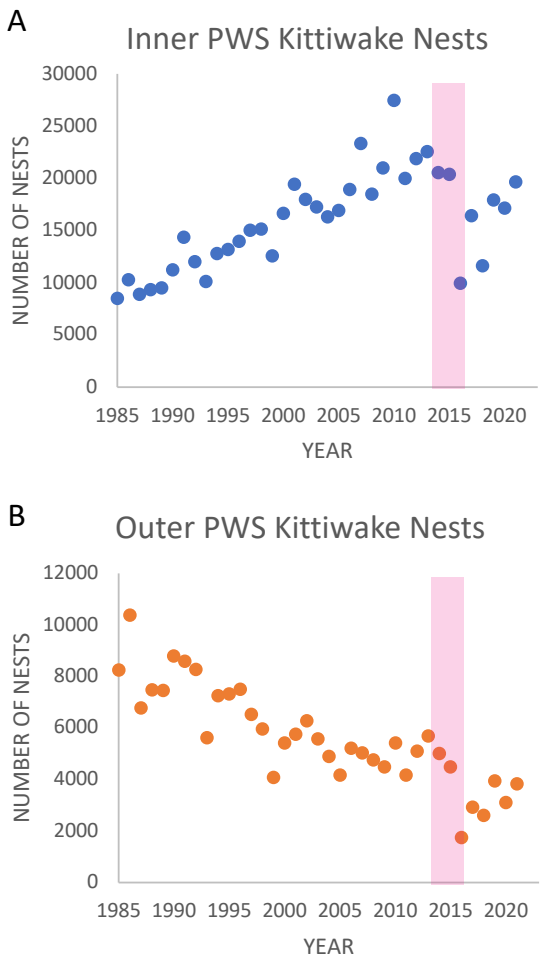 A
Inner PWS Kittiwake Nests
30000
25000
20000
15000
10000
5000
0
NUMBER OF NESTS
1985 1990 1995 2000 2005 2010 2015 2020
YEAR
B
Outer PWS Kittiwake Nests
12000
10000
8000
6000
4000
2000
0
NUMBER OF NESTS
1985 1990 1995 2000 2005 2010 2015 2020
YEAR